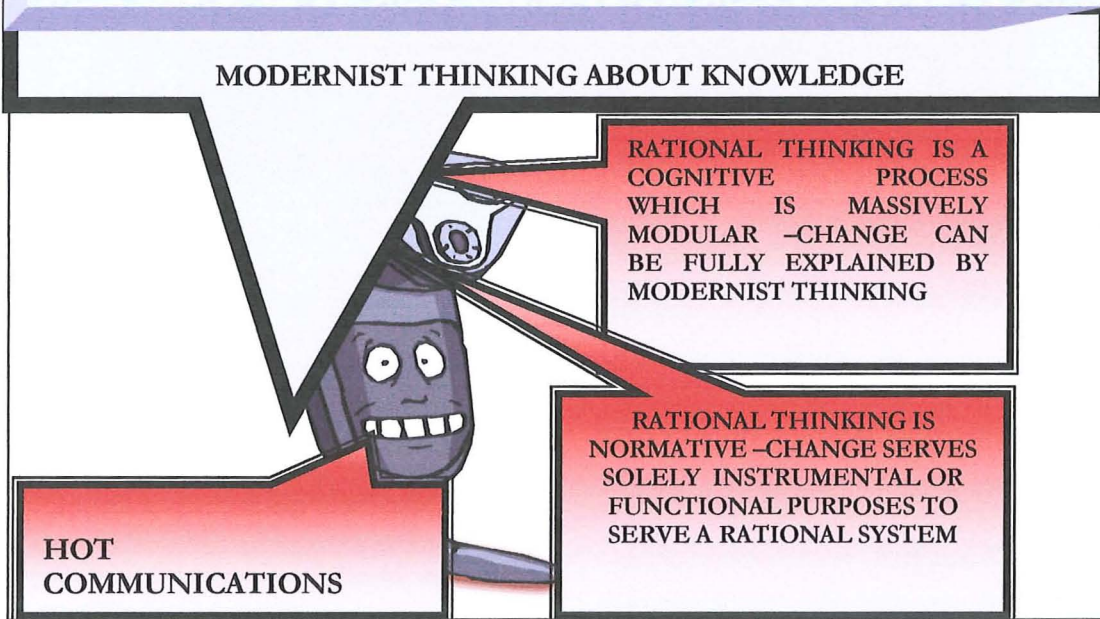 MODERNIST THINKING ABOUT KNOWLEDGE
RATIONAL THINKING IS A
COGNITIVE PROCESS
WHICH IS MASSIVELY
MODULAR –CHANGE CAN
BE FULLY EXPLAINED BY
MODERNIST THINKING
RATIONAL THINKING IS
NORMATIVE –CHANGE SERVES
SOLELY INSTRUMENTAL OR
FUNCTIONAL PURPOSES TO
SERVE A RATIONAL SYSTEM
HOT
COMMUNICATIONS